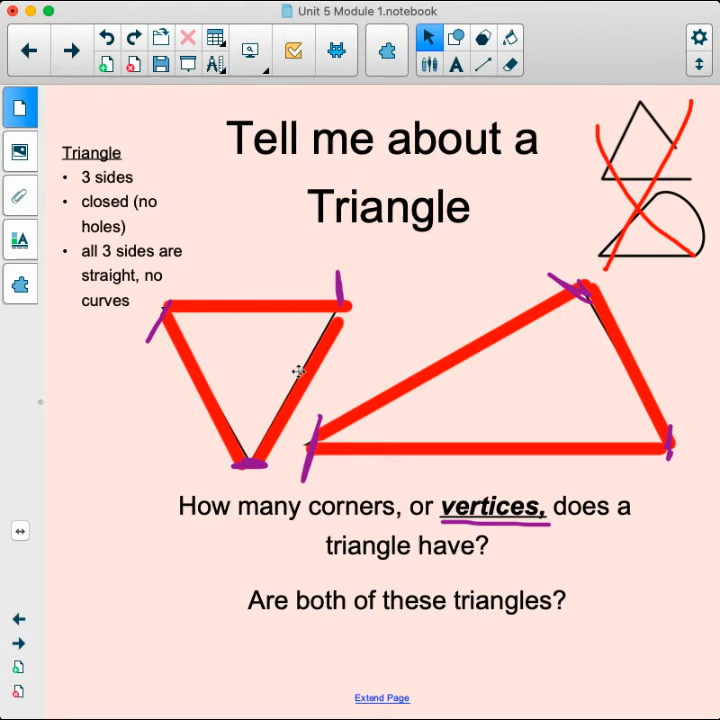 Unit 5 Module 1.notebook
Tell me about a
Triangle
Triangle
• 3 sides
• closed (no
holes)
• all 3 sides are
straight, no
curves
How many corners, or vertices, does a
triangle have?
Are both of these triangles?
Extend Page